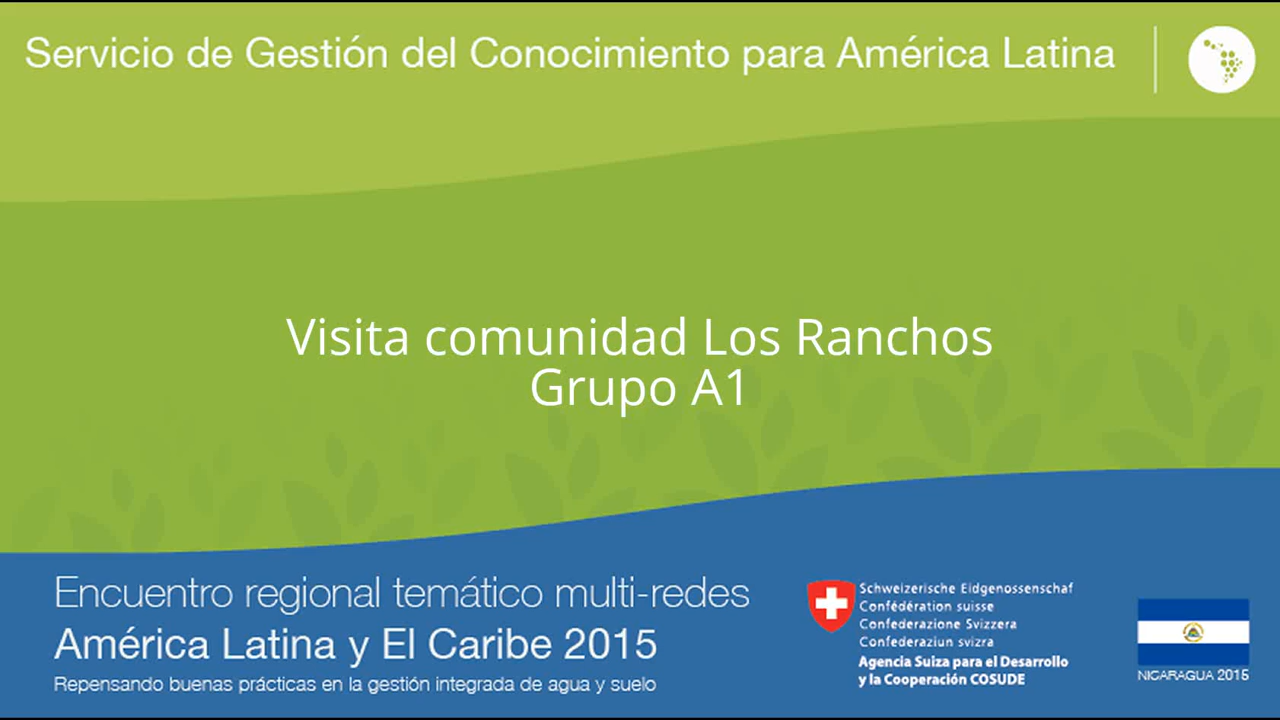 Servicio de Gestión del Conocimiento para América Latina
Visita comunidad Los Ranchos
Grupo A1
Encuentro regional temático multi-redes
América Latina y El Caribe 2015
Repensando buenas prácticas en la gestión integrada de agua y suelo
Schweizerische Eidgenossenschaf
Confédération suisse
Confederazione Svizzera
Confederaziun svizra
Agencia Suiza para el Desarrollo
y la Cooperación COSUDE
NICARAGUA 2015